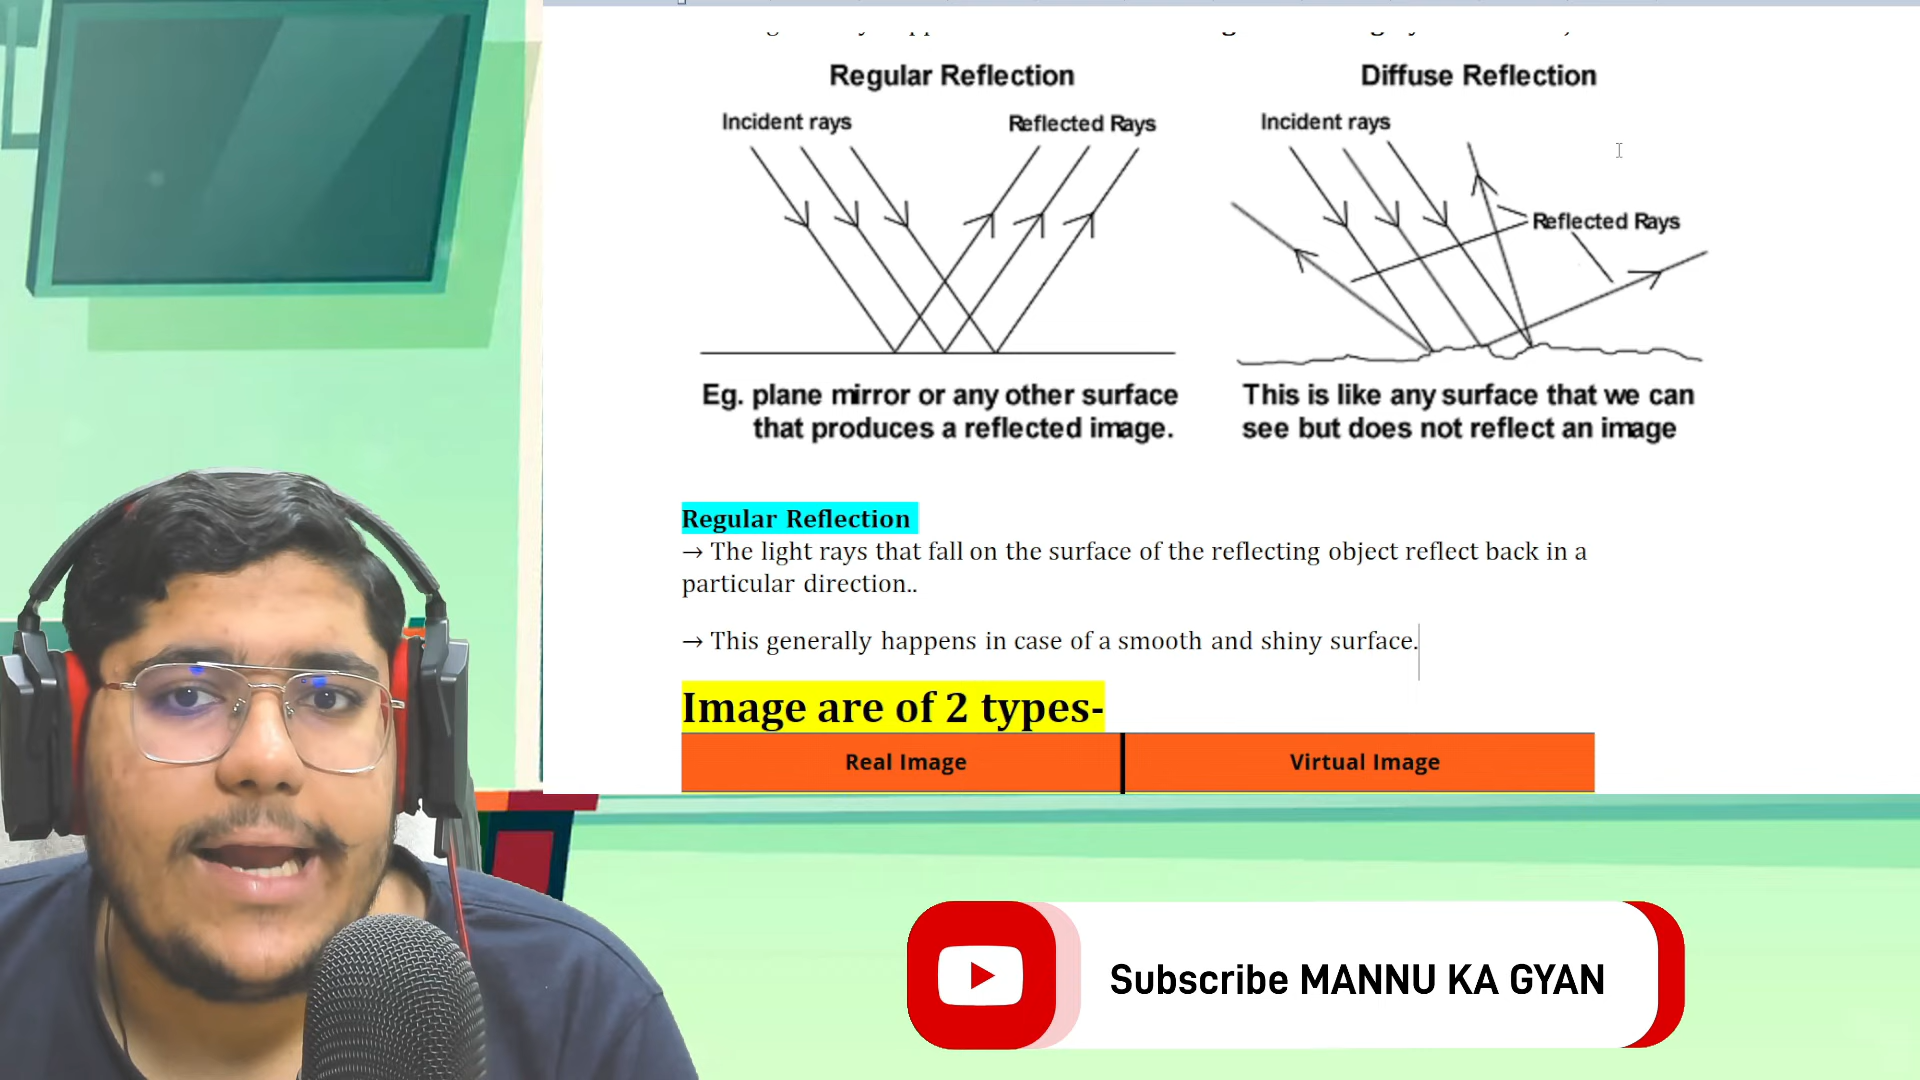 Regular Reflection
Diffuse Reflection
Incident rays
Reflected Rays
Incident rays
Reflected Rays
Eg. plane mirror or any other surface
that produces a reflected image.
This is like any surface that we can
see but does not reflect an image
Regular Reflection
→ The light rays that fall on the surface of the reflecting object reflect back in a
particular direction..
→ This generally happens in case of a smooth and shiny surface.
Image are of 2 types-
Real Image
Virtual Image
Subscribe MANNU KA GYAN